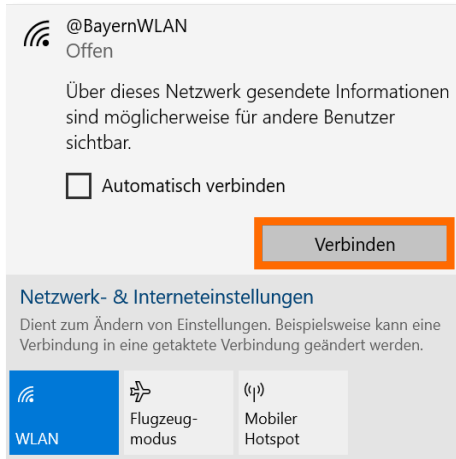 @BayernWLAN
Offen
Über dieses Netzwerk gesendete Informationen
sind möglicherweise für andere Benutzer
sichtbar.
Automatisch verbinden
Verbinden
Netzwerk- & Interneteinstellungen
Dient zum Ändern von Einstellungen. Beispielsweise kann eine
Verbindung in eine getaktete Verbindung geändert werden.
WLAN
Flugzeug-
modus
Mobiler
Hotspot